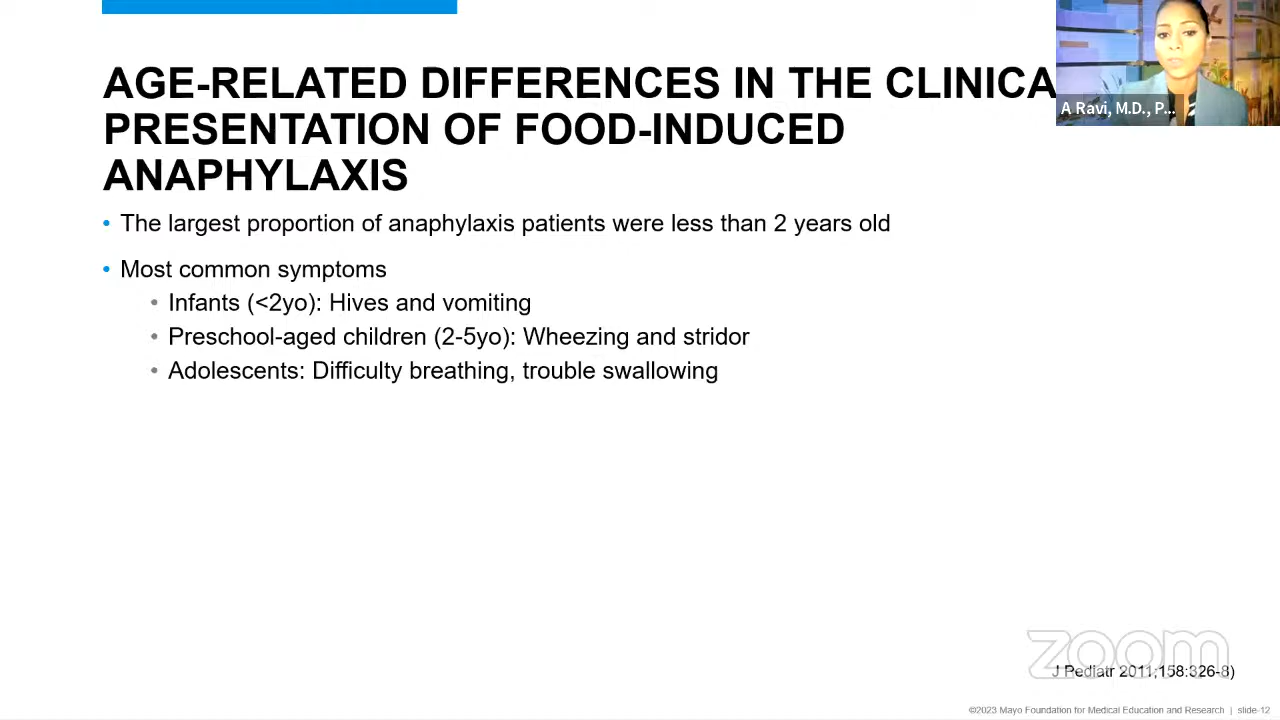 AGE-RELATED DIFFERENCES IN THE CLINICA
PRESENTATION OF FOOD-INDUCED
ANAPHYLAXIS
A Ravi, M.D., P...
• The largest proportion of anaphylaxis patients were less than 2 years old
• Most common symptoms
• Infants (<2yo): Hives and vomiting
• Preschool-aged children (2-5yo): Wheezing and stridor
• Adolescents: Difficulty breathing, trouble swallowing
zoom
J Pediatr 2011;158:326-8)
©2023 Mayo Foundation for Medical Education and Research | slide-12